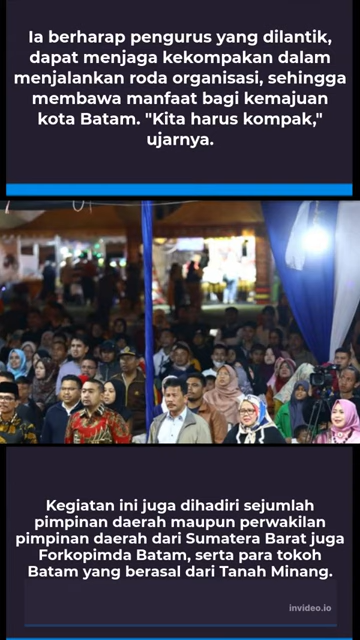 Ia berharap pengurus yang dilantik,
dapat menjaga kekompakan dalam
menjalankan roda organisasi, sehingga
membawa manfaat bagi kemajuan
kota Batam. "Kita harus kompak,"
ujarnya.
Kegiatan ini juga dihadiri sejumlah
pimpinan daerah maupun perwakilan
pimpinan daerah dari Sumatera Barat juga
Forkopimda Batam, serta para tokoh
Batam yang berasal dari Tanah Minang.
invideo.io